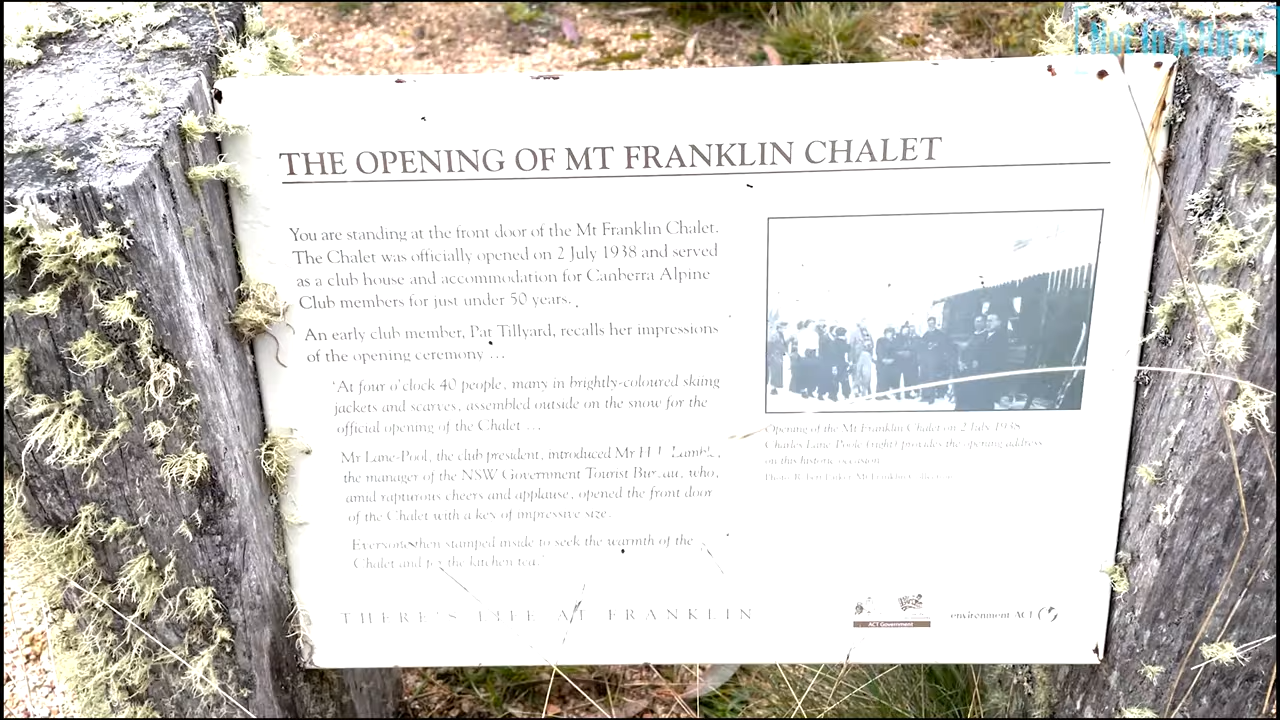 Not In A Hurry
THE OPENING OF MT FRANKLIN CHALET
You are standing at the front door of the Mt Franklin Chalet.
The Chalet was officially opened on 2 July 1938 and served
as a club house and accommodation for Canberra Alpine
Club members for just under 50 years.
An early club member, Pat Tillyard, recalls her impressions
of the opening ceremony ...
'At four o'clock 40 people, many in brightly-coloured skiing
jackets and scarves, assembled outside on the snow for the
official opening of the Chalet ...
Mr Lane-Pool, the club president, introduced Mr H
the manager of the NSW Government Tourist Bureau, who,
amid rapturous cheers and applause, opened the front door
of the Chalet with a key of impressive size.
Everyone then stamped inside to seek the warmth of the
Chalet and for the kitchen tea.'
Opening of the Mt Franklin Chalet on 2 July 1938.
Charles Lane Poole (right) provides the opening address
on this historic occasion.
Photo:
THERE'S LIFE AT FRANKLIN
ACT Government
environment ACT